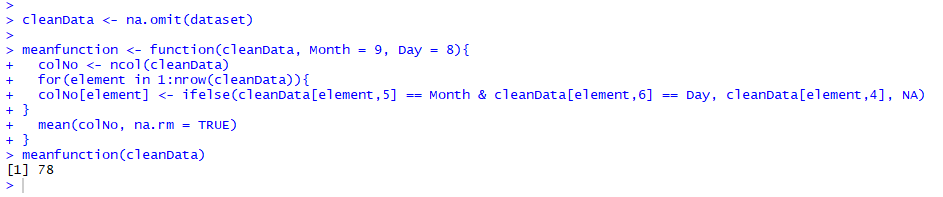 >
> cleanData <- na.omit(dataset)
>
> meanfunction <- function(cleanData, Month = 9, Day = 8){
+   colNo <- ncol(cleanData)
+   for(element in 1:nrow(cleanData)){
+   colNo[element] <- ifelse(cleanData[element,5] == Month & cleanData[element,6] == Day, cleanData[element,4], NA)
+ }
+   mean(colNo, na.rm = TRUE)
+ }
> meanfunction(cleanData)
[1] 78
>